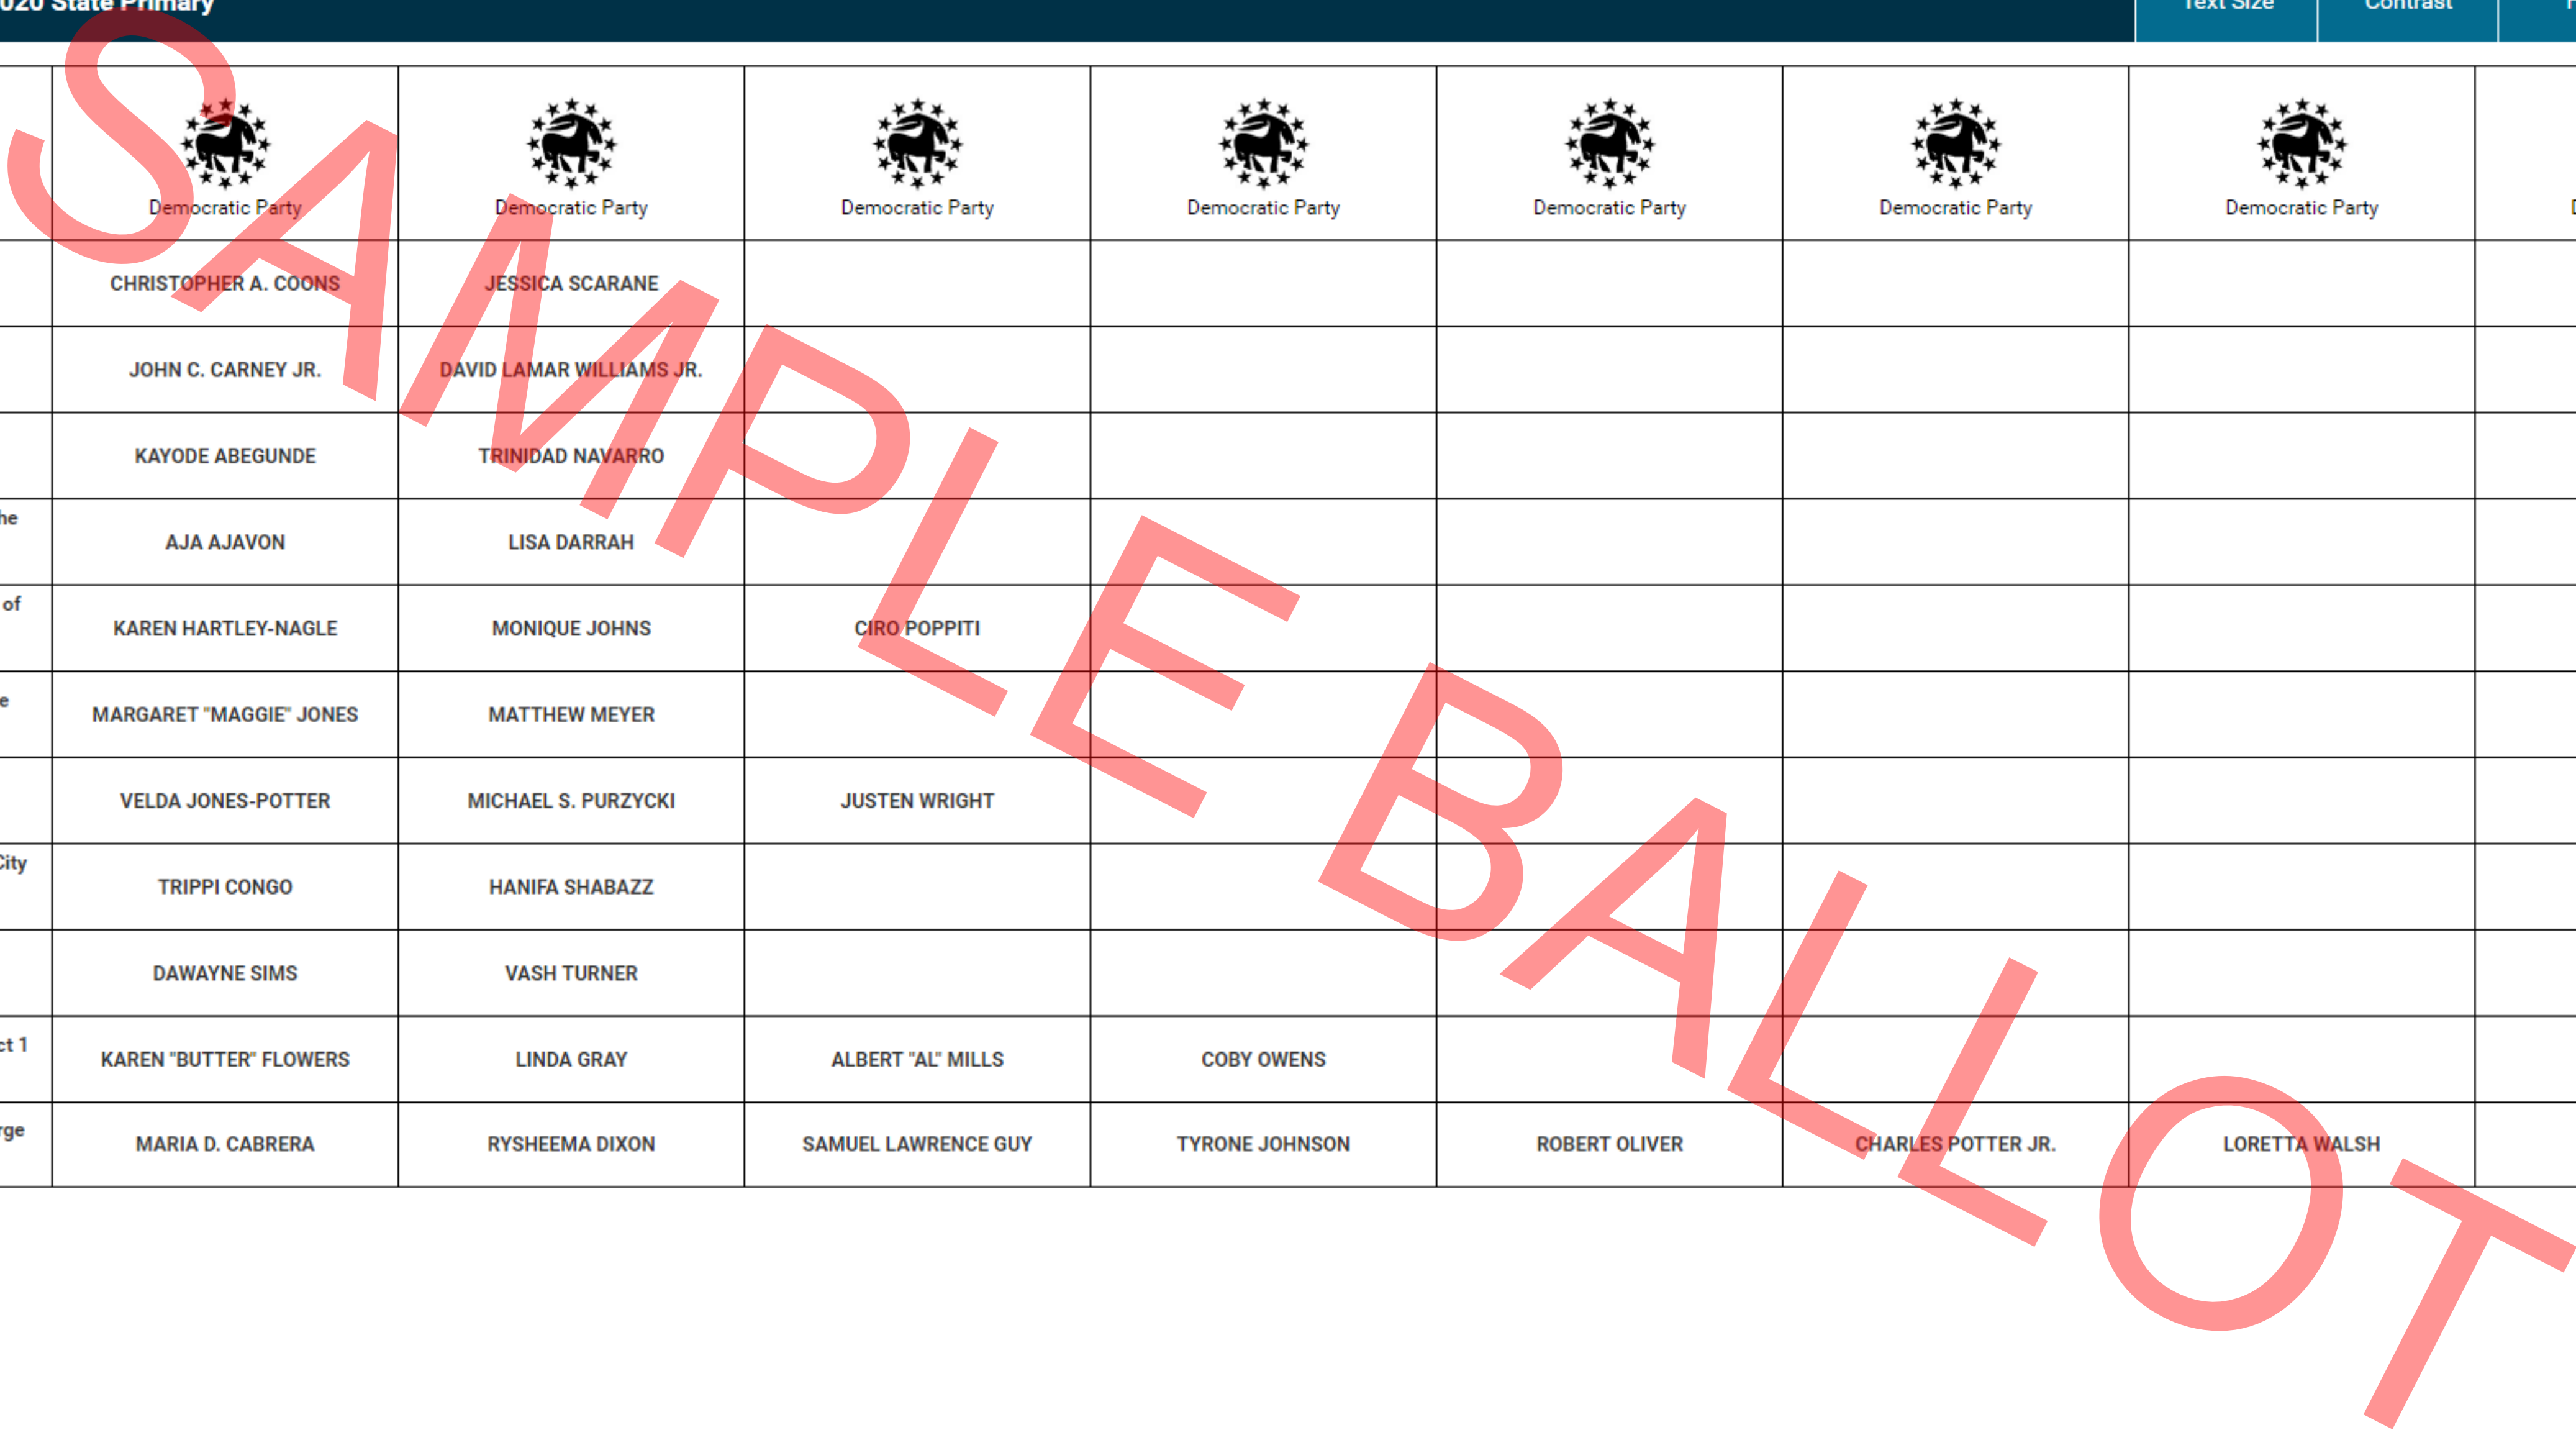 020 State Primary
Text Size Contrast
Democratic Party Democratic Party Democratic Party Democratic Party Democratic Party Democratic Party Democratic Party
CHRISTOPHER A. COONS JESSICA SCARANE
JOHN C. CARNEY JR. DAVID LAMAR WILLIAMS JR.
KAYODE ABEGUNDE TRINIDAD NAVARRO
he
AJA AJAVON LISA DARRAH
of
KAREN HARTLEY-NAGLE MONIQUE JOHNS CIRO POPPITI
e
MARGARET "MAGGIE" JONES MATTHEW MEYER
VELDA JONES-POTTER MICHAEL S. PURZYCKI JUSTEN WRIGHT
City
TRIPPI CONGO HANIFA SHABAZZ
DAWAYNE SIMS VASH TURNER
ct 1
KAREN "BUTTER" FLOWERS LINDA GRAY ALBERT "AL" MILLS COBY OWENS
rge
MARIA D. CABRERA RYSHEEMA DIXON SAMUEL LAWRENCE GUY TYRONE JOHNSON ROBERT OLIVER CHARLES POTTER JR. LORETTA WALSH
SAMPLE BALLOT